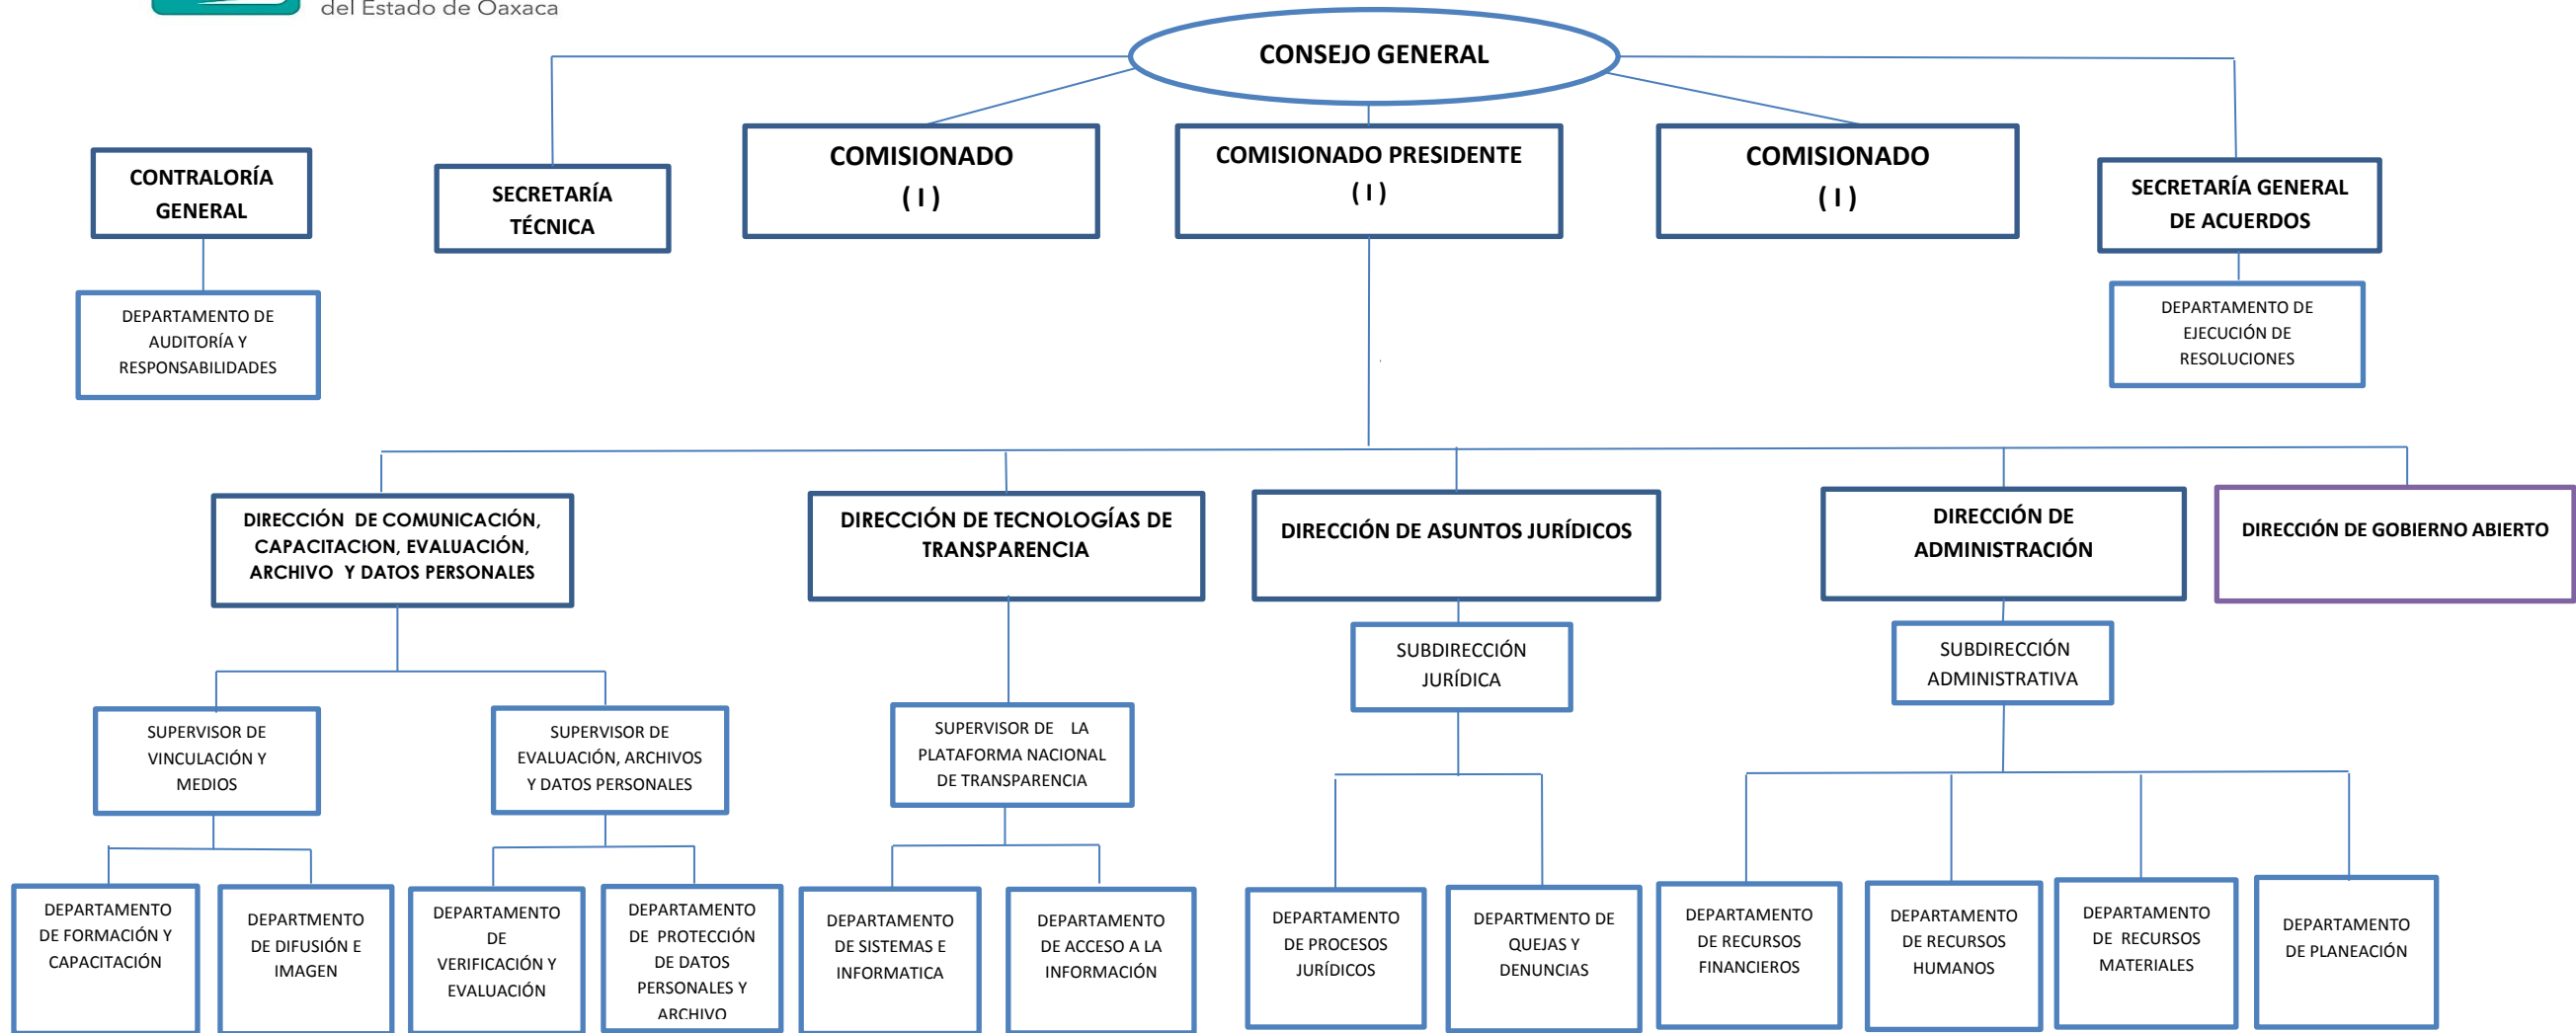 del Estado de Oaxaca
CONSEJO GENERAL
CONTRALORÍA
GENERAL
SECRETARÍA
TÉCNICA
COMISIONADO
( I )
COMISIONADO PRESIDENTE
( I )
COMISIONADO
( I )
SECRETARÍA GENERAL
DE ACUERDOS
DEPARTAMENTO DE
AUDITORÍA Y
RESPONSABILIDADES
DEPARTAMENTO DE
EJECUCIÓN DE
RESOLUCIONES
DIRECCIÓN DE COMUNICACIÓN,
CAPACITACION, EVALUACIÓN,
ARCHIVO Y DATOS PERSONALES
DIRECCIÓN DE TECNOLOGÍAS DE
TRANSPARENCIA
DIRECCIÓN DE ASUNTOS JURÍDICOS
DIRECCIÓN DE
ADMINISTRACIÓN
DIRECCIÓN DE GOBIERNO ABIERTO
SUBDIRECCIÓN
JURÍDICA
SUBDIRECCIÓN
ADMINISTRATIVA
SUPERVISOR DE
VINCULACIÓN Y
MEDIOS
SUPERVISOR DE
EVALUACIÓN, ARCHIVOS
Y DATOS PERSONALES
SUPERVISOR DE LA
PLATAFORMA NACIONAL
DE TRANSPARENCIA
DEPARTAMENTO
DE FORMACIÓN Y
CAPACITACIÓN
DEPARTMENTO
DE DIFUSIÓN E
IMAGEN
DEPARTAMENTO
DE
VERIFICACIÓN Y
EVALUACIÓN
DEPARTAMENTO
DE PROTECCIÓN
DE DATOS
PERSONALES Y
ARCHIVO
DEPARTAMENTO
DE SISTEMAS E
INFORMATICA
DEPARTAMENTO
DE ACCESO A LA
INFORMACIÓN
DEPARTAMENTO
DE PROCESOS
JURÍDICOS
DEPARTMENTO DE
QUEJAS Y
DENUNCIAS
DEPARTAMENTO
DE RECURSOS
FINANCIEROS
DEPARTAMENTO
DE RECURSOS
HUMANOS
DEPARTAMENTO
DE RECURSOS
MATERIALES
DEPARTAMENTO
DE PLANEACIÓN